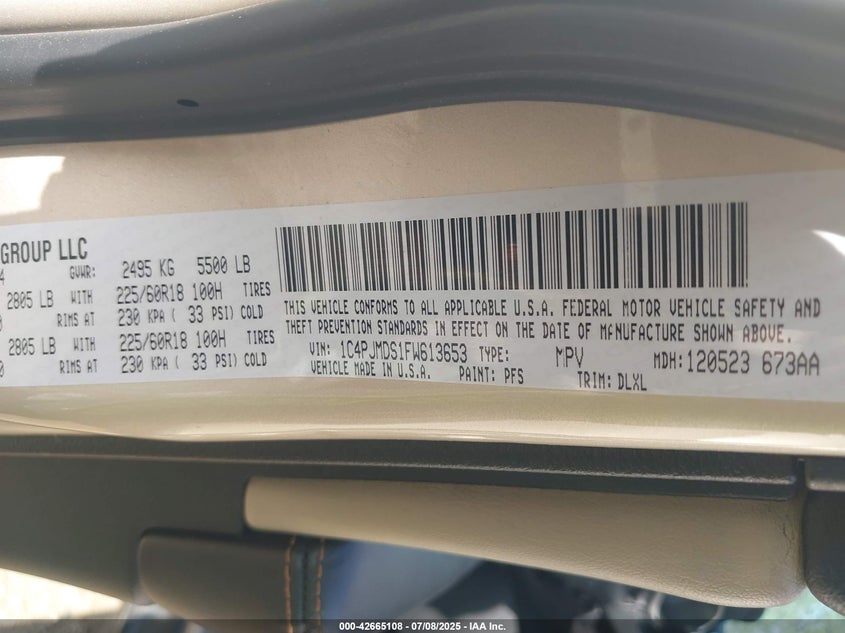 GROUP LLC
4 GVWR: 2495 KG 5500 LB
2805 LB WITH 225/60R18 100H TIRES
0 RIMS AT 230 KPA ( 33 PSI) COLD
2805 LB WITH 225/60R18 100H TIRES
0 RIMS AT 230 KPA ( 33 PSI) COLD
THIS VEHICLE CONFORMS TO ALL APPLICABLE U.S.A. FEDERAL MOTOR VEHICLE SAFETY AND
THEFT PREVENTION STANDARDS IN EFFECT ON THE DATE OF MANUFACTURE SHOWN ABOVE.
VIN: 1C4PJMDS1FW613653 TYPE: MPV MDH: 120523 673AA
VEHICLE MADE IN U.S.A. PAINT: PFS TRIM: DLXL
000-42665108 - 07/08/2025 - IAA Inc.